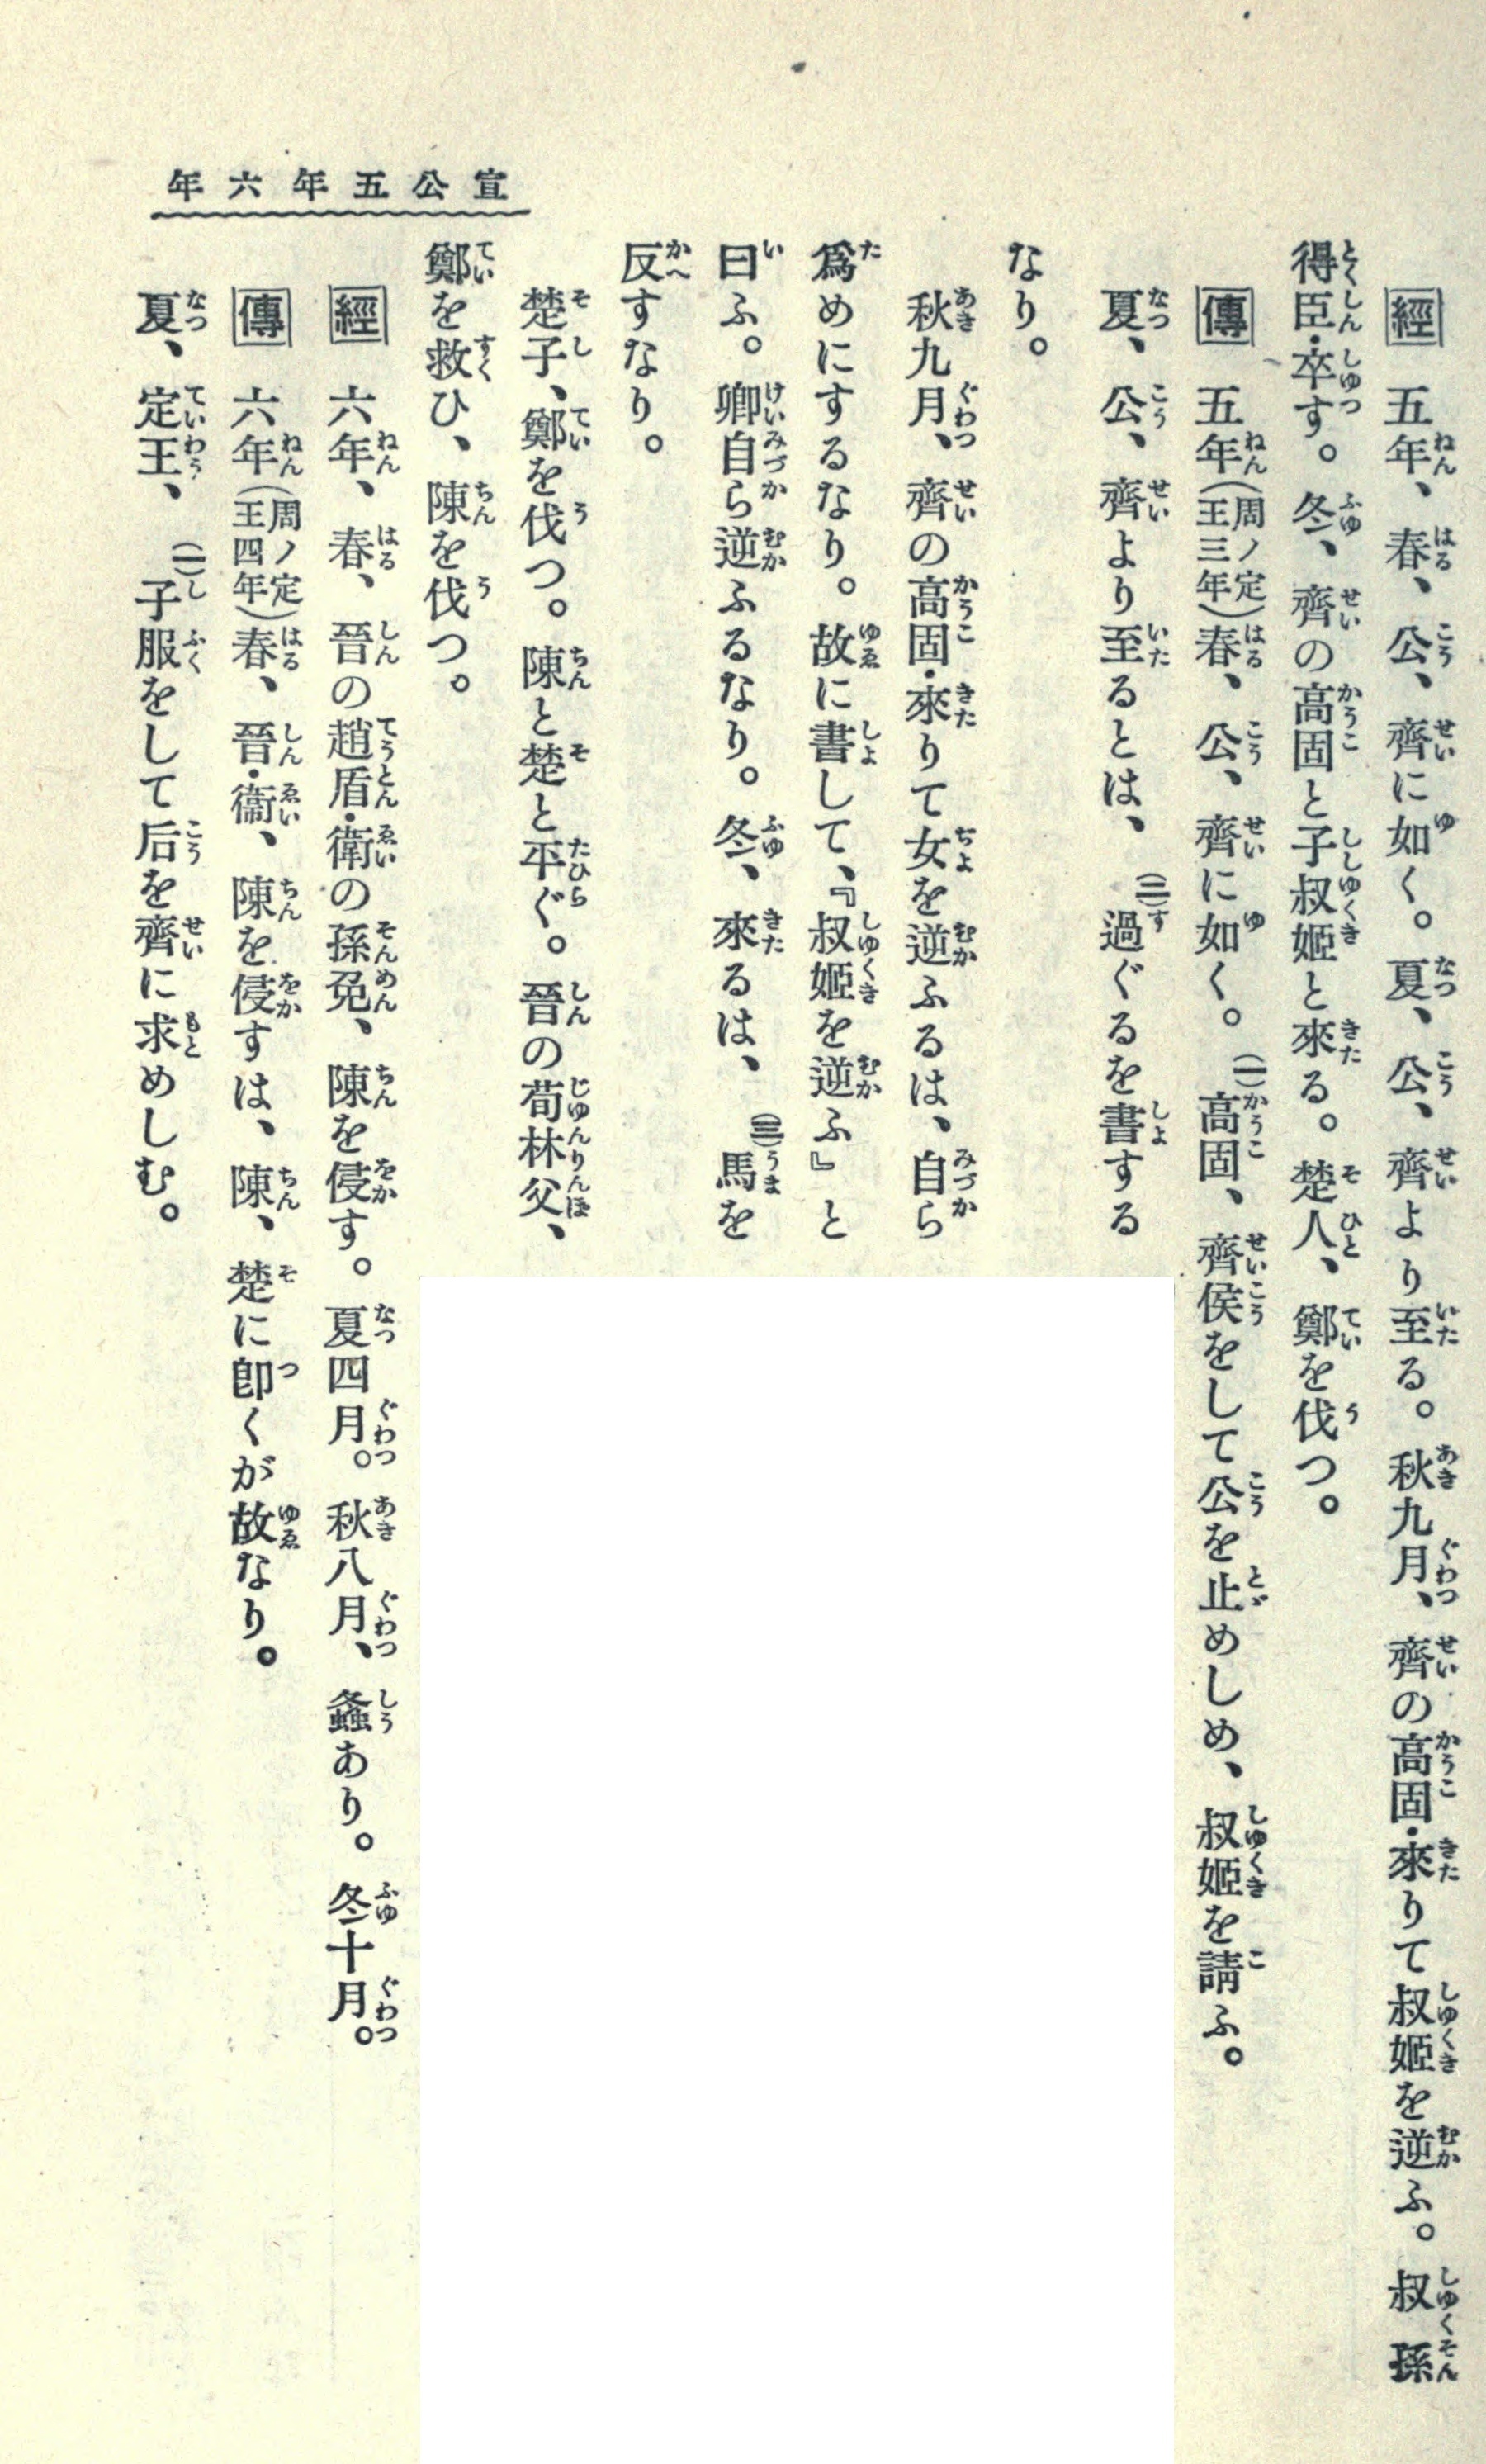 宣公五年六年
經　五年、春、公、齊に如く。夏、公、齊より至る。秋九月、齊の高固・來りて叔姬を逆ふ。叔孫
得臣・卒す。冬、齊の高固と子叔姬と來る。楚人、鄭を伐つ。
傳　五年（周ノ定王三年）春、公、齊に如く。㈠高固、齊侯をして公を止めしめ、叔姬を請ふ。
夏、公、齊より至るとは、㈡過ぐるを書する
なり。
秋九月、齊の高固・來りて女を逆ふるは、自ら
爲めにするなり。故に書して、『叔姬を逆ふ』と
曰ふ。卿自ら逆ふるなり。冬、來るは、㈢馬を
反すなり。
楚子、鄭を伐つ。陳と楚と平ぐ。晉の荀林父、
鄭を救ひ、陳を伐つ。
經　六年、春、晉の趙盾・衛の孫免、陳を侵す。夏四月。秋八月、螽あり。冬十月。
傳　六年（周ノ定王四年）春、晉・衞、陳を侵すは、陳、楚に卽くが故なり。
夏、定王、㈠子服をして后を齊に求めしむ。